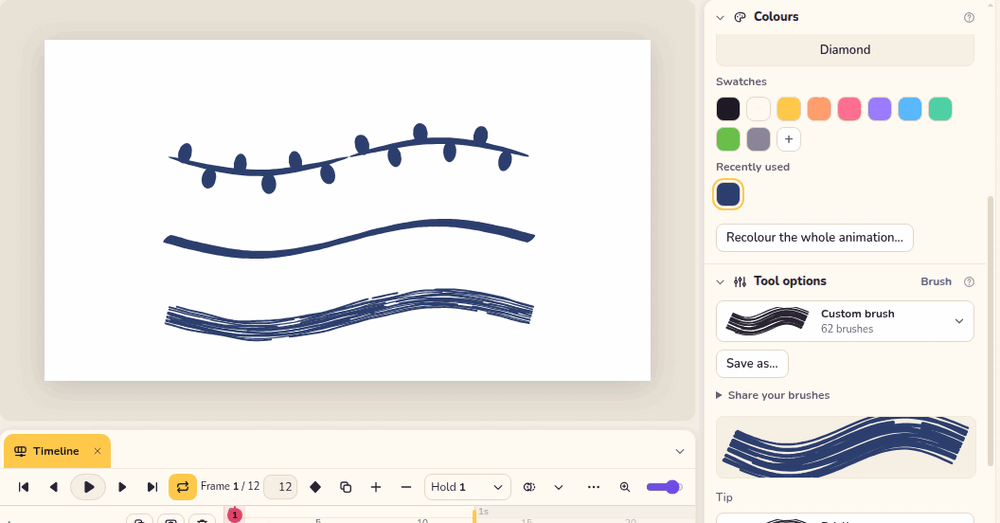 Colours
Diamond
Swatches
+
Recently used
Recolour the whole animation...
Tool options
Brush
Custom brush
62 brushes
Save as...
Share your brushes
Tip
Timeline
Frame 1 / 12
12
Hold 1
1
5
10
1s
15
20